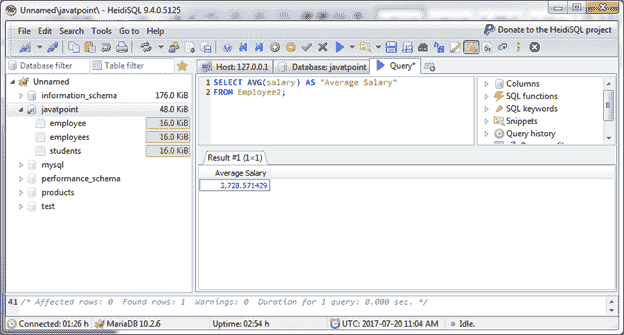 Unnamed\javatpoint\ - HeidiSQL 9.4.0.5125
File Edit Search Tools Go to Help
Donate to the HeidiSQL project
Database filter
Table filter
Host: 127.0.0.1
Database: javatpoint
Query*
Unnamed
information_schema 176.0 KiB
javatpoint 48.0 KiB
employee 16.0 KiB
employees 16.0 KiB
students 16.0 KiB
mysql
performance_schema
products
test
1 SELECT AVG(salary) AS "Average Salary"
2 FROM Employee2;
Columns
SQL functions
SQL keywords
Snippets
Query history
Result #1 (1×1)
Average Salary
3,728.571429
41 /* Affected rows: 0 Found rows: 1 Warnings: 0 Duration for 1 query: 0.000 sec. */
Connected: 01:26 h
MariaDB 10.2.6
Uptime: 02:54 h
UTC: 2017-07-20 11:04 AM
Idle.